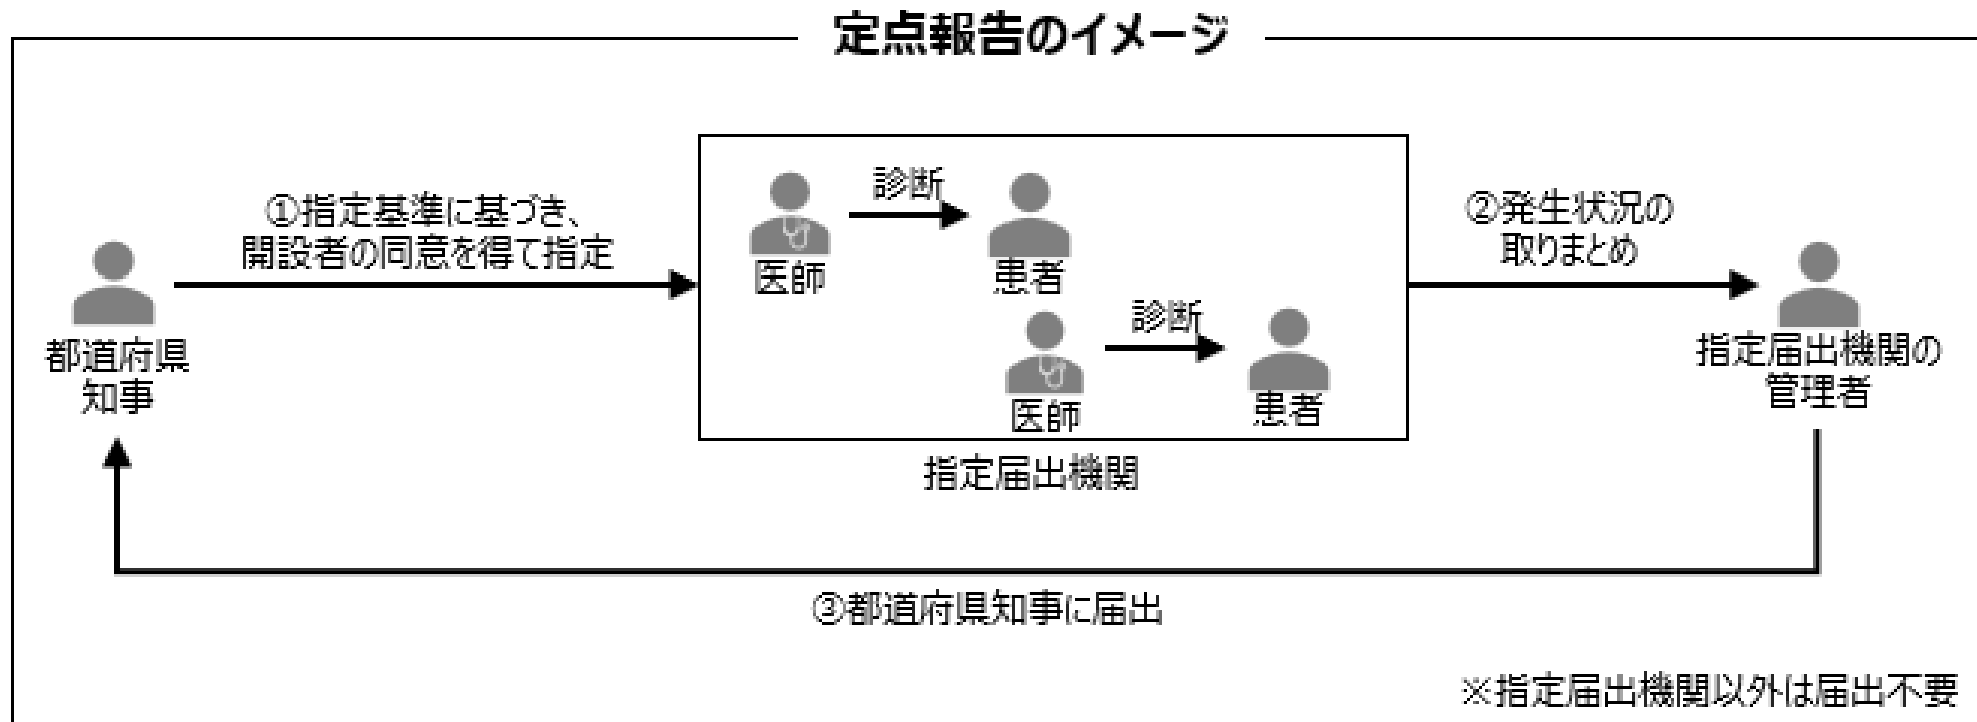 定点報告のイメージ
①指定基準に基づき、
開設者の同意を得て指定
都道府県
知事
診断
医師
患者
診断
医師
患者
指定届出機関
②発生状況の
取りまとめ
指定届出機関の
管理者
③都道府県知事に届出
※指定届出機関以外は届出不要